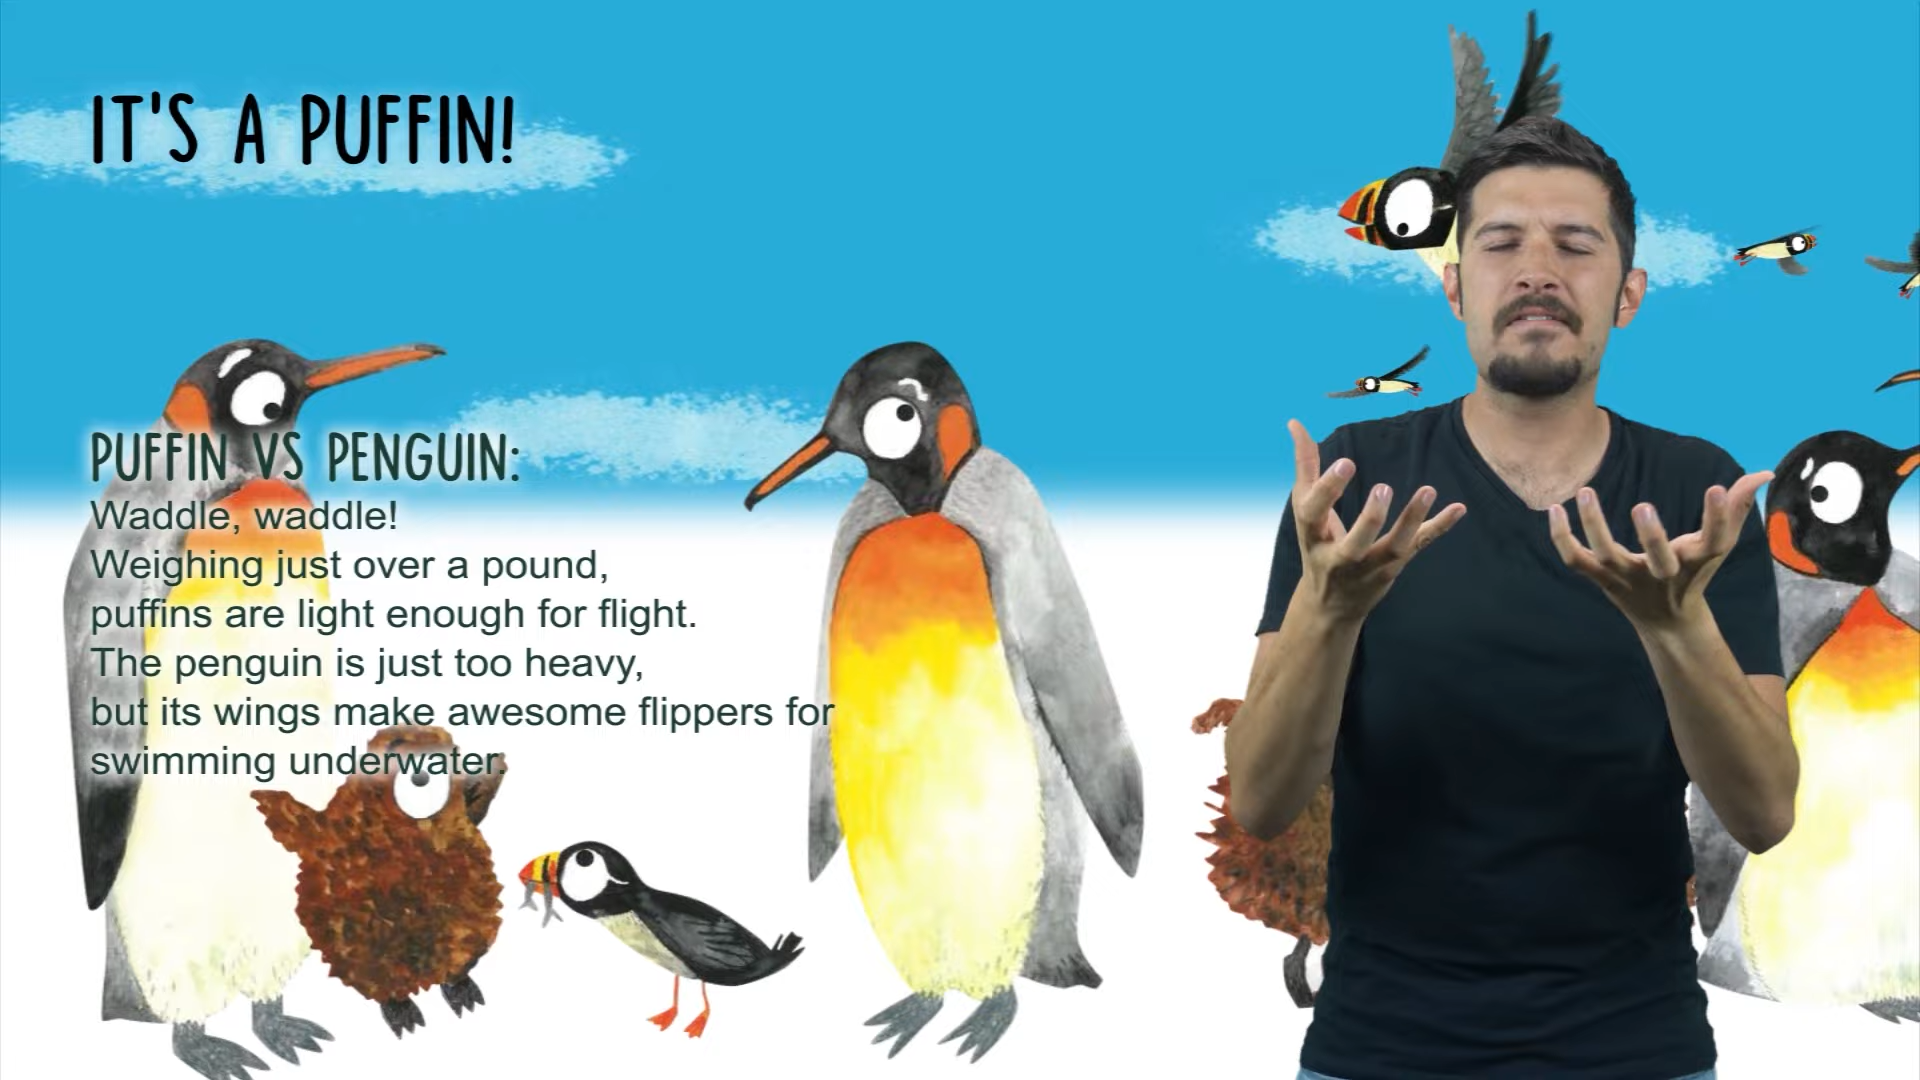 IT'S A PUFFIN!
PUFFIN VS PENGUIN:
Waddle, waddle!
Weighing just over a pound,
puffins are light enough for flight.
The penguin is just too heavy,
but its wings make awesome flippers for
swimming underwater.